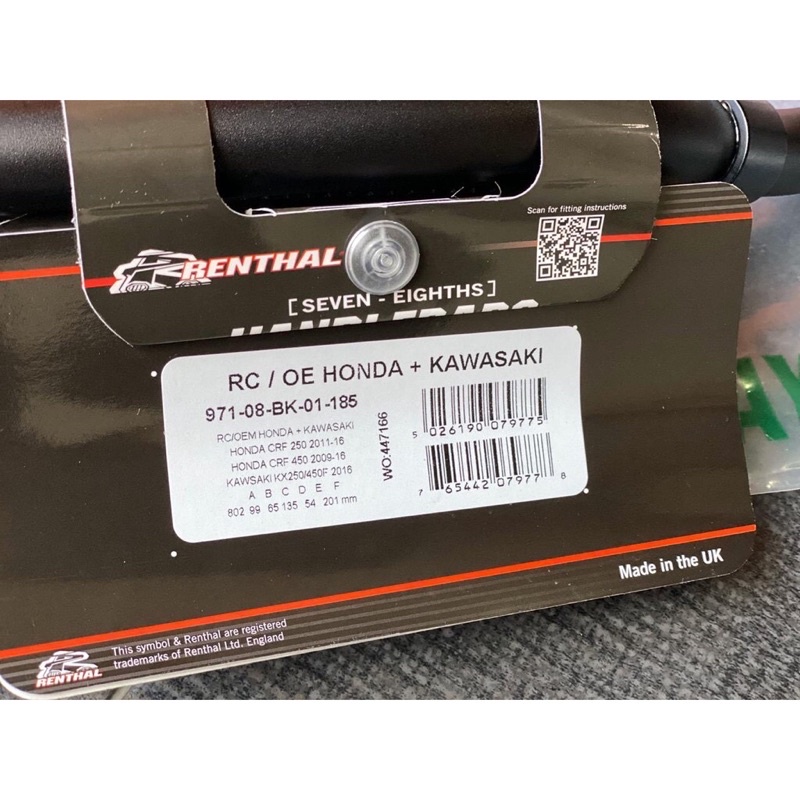 Scan for fitting instructions
RENTHAL
[SEVEN - EIGHTHS]
HANDLEBARS
RC / OE HONDA + KAWASAKI
971-08-BK-01-185
RC/OEM HONDA + KAWASAKI
HONDA CRF 250 2011-16
HONDA CRF 450 2009-16
KAWSAKI KX250/450F 2016
A B C D E F
802 99 65 135 54 201 mm
WO:447166
5 026190 079775
7 65442 07977 8
Made in the UK
This symbol & Renthal are registered
trademarks of Renthal Ltd. England
RENTHAL